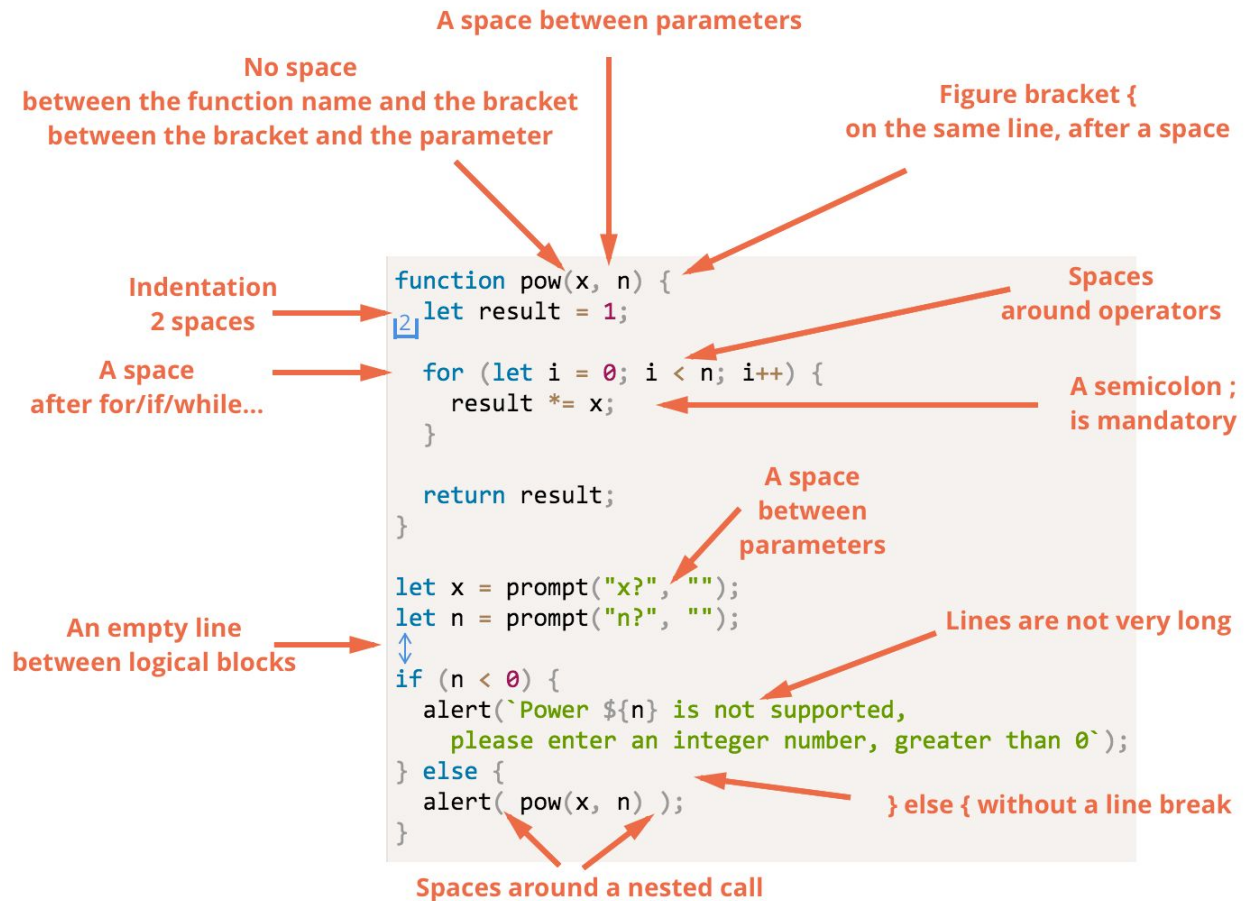 A space between parameters
No space
between the function name and the bracket
between the bracket and the parameter
Figure bracket {
on the same line, after a space
Indentation
2 spaces
A space
after for/if/while...
Spaces
around operators
A semicolon ;
is mandatory
function pow(x, n) {
2
  let result = 1;

  for (let i = 0; i < n; i++) {
    result *= x;
  }

  return result;
}
A space
between
parameters

let x = prompt("x?", "");
let n = prompt("n?", "");
An empty line
between logical blocks
Lines are not very long

if (n < 0) {
  alert(`Power ${n} is not supported,
    please enter an integer number, greater than 0`);
} else {
  alert( pow(x, n) );
}
} else { without a line break
Spaces around a nested call